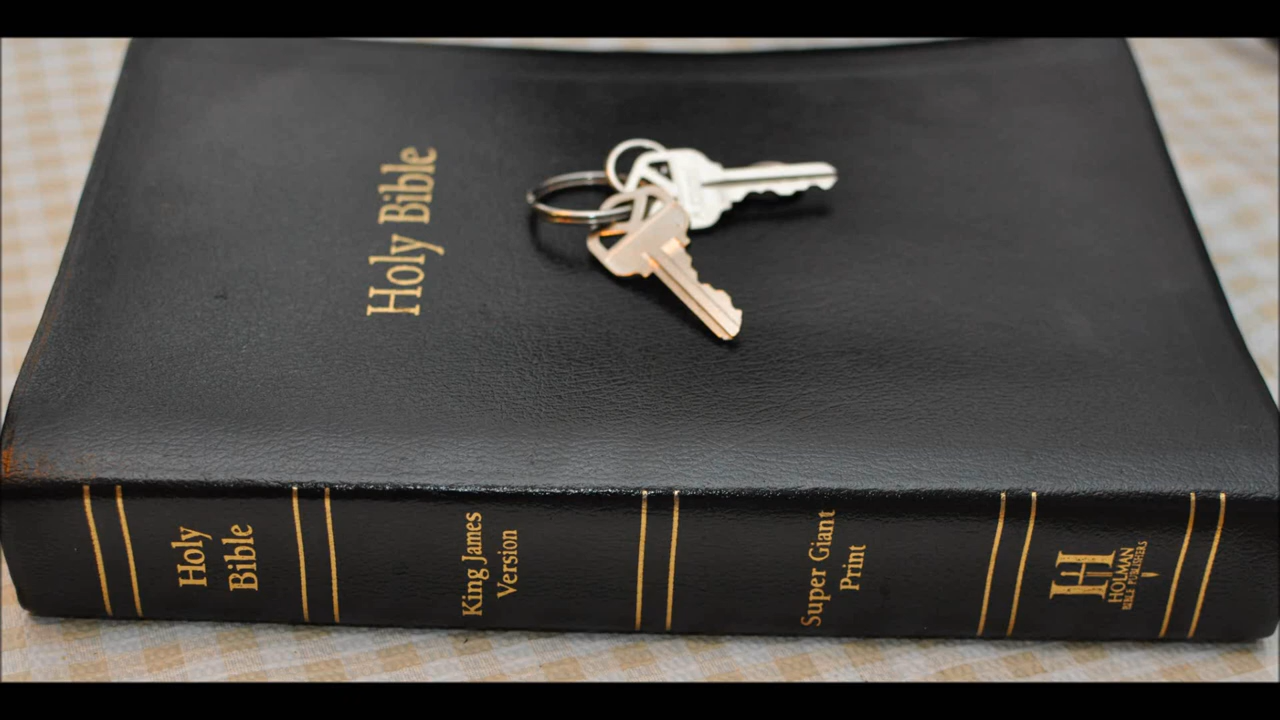 Holy Bible
Holy
Bible
King James
Version
Super Giant
Print
HOLMAN
BIBLE PUBLISHERS